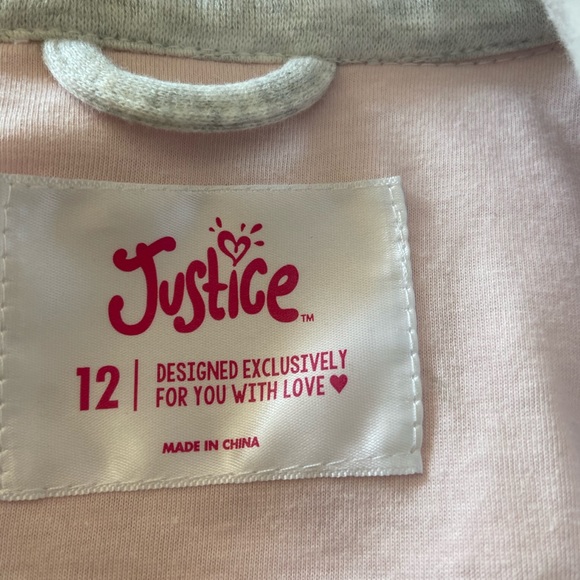 Justice™
12 | DESIGNED EXCLUSIVELY
FOR YOU WITH LOVE ♥
MADE IN CHINA